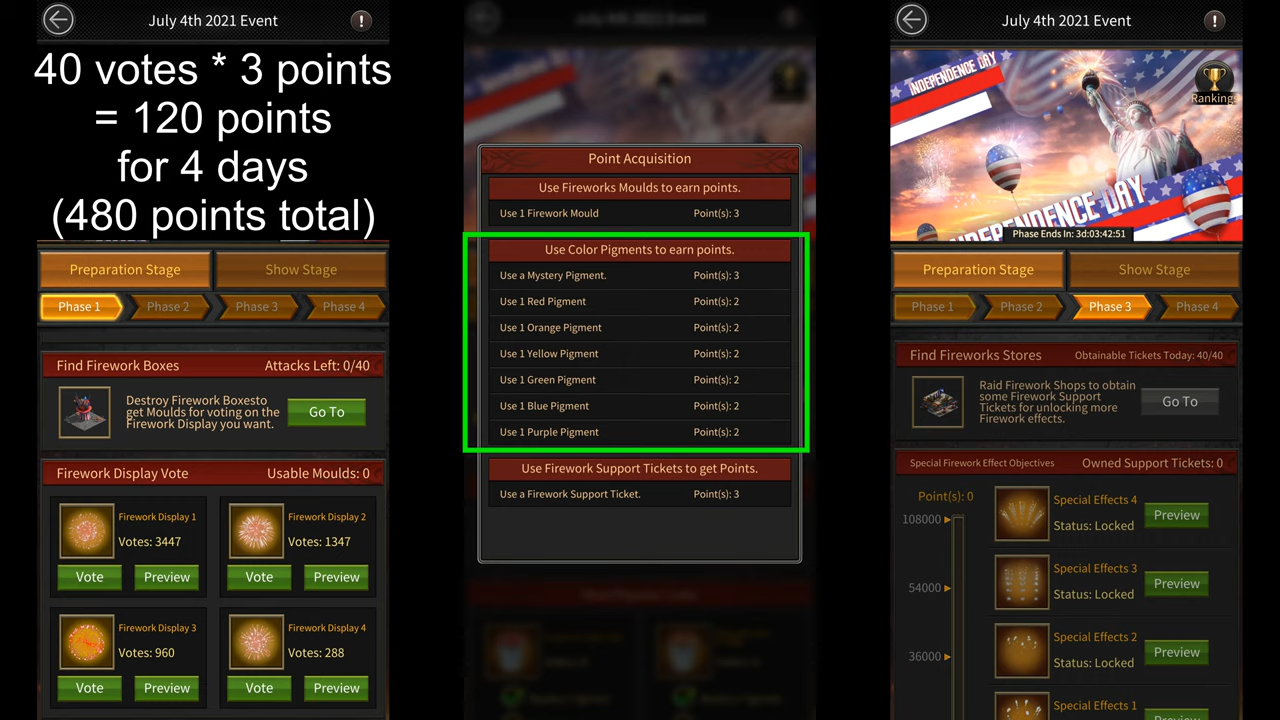 July 4th 2021 Event
!
40 votes * 3 points
= 120 points
for 4 days
(480 points total)
Preparation Stage
Show Stage
Phase 1
Phase 2
Phase 3
Phase 4
Find Firework Boxes
Attacks Left: 0/40
Destroy Firework Boxesto
get Moulds for voting on the
Firework Display you want.
Go To
Firework Display Vote
Usable Moulds: 0
Firework Display 1
Votes: 3447
Vote
Preview
Firework Display 2
Votes: 1347
Vote
Preview
Firework Display 3
Votes: 960
Vote
Preview
Firework Display 4
Votes: 288
Vote
Preview
July 4th 2021 Event
Point Acquisition
Use Fireworks Moulds to earn points.
Use 1 Firework Mould
Point(s): 3
Use Color Pigments to earn points.
Use a Mystery Pigment.
Point(s): 3
Use 1 Red Pigment
Point(s): 2
Use 1 Orange Pigment
Point(s): 2
Use 1 Yellow Pigment
Point(s): 2
Use 1 Green Pigment
Point(s): 2
Use 1 Blue Pigment
Point(s): 2
Use 1 Purple Pigment
Point(s): 2
Use Firework Support Tickets to get Points.
Use a Firework Support Ticket.
Point(s): 3
July 4th 2021 Event
!
INDEPENDENCE DAY
Ranking
INDEPENDENCE DAY
Phase Ends In: 3d:03:42:51
Preparation Stage
Show Stage
Phase 1
Phase 2
Phase 3
Phase 4
Find Fireworks Stores
Obtainable Tickets Today: 40/40
Raid Firework Shops to obtain
some Firework Support
Tickets for unlocking more
Firework effects.
Go To
Special Firework Effect Objectives
Owned Support Tickets: 0
Point(s): 0
108000
Special Effects 4
Status: Locked
Preview
54000
Special Effects 3
Status: Locked
Preview
36000
Special Effects 2
Status: Locked
Preview
Special Effects 1